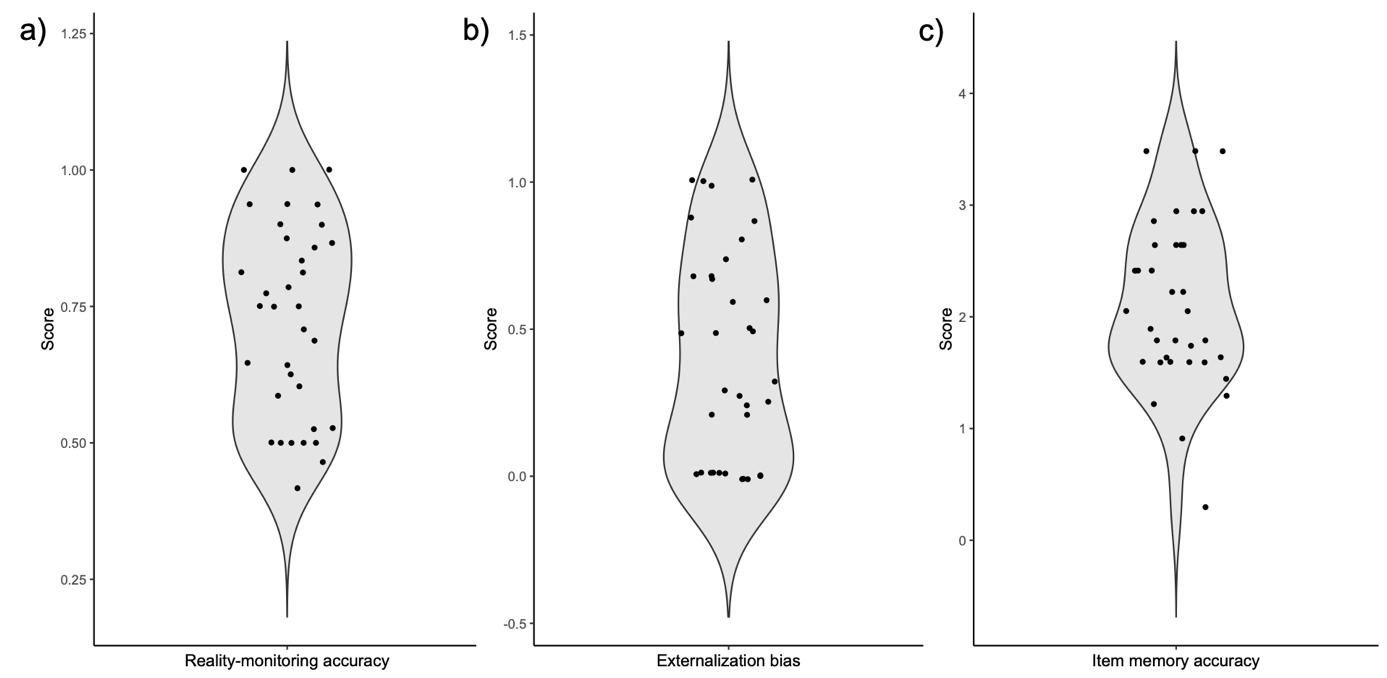 a)
1.25
1.00
0.75
0.50
0.25
Score
Reality-monitoring accuracy
b)
1.5
1.0
0.5
0.0
-0.5
Score
Externalization bias
c)
4
3
2
1
0
Score
Item memory accuracy